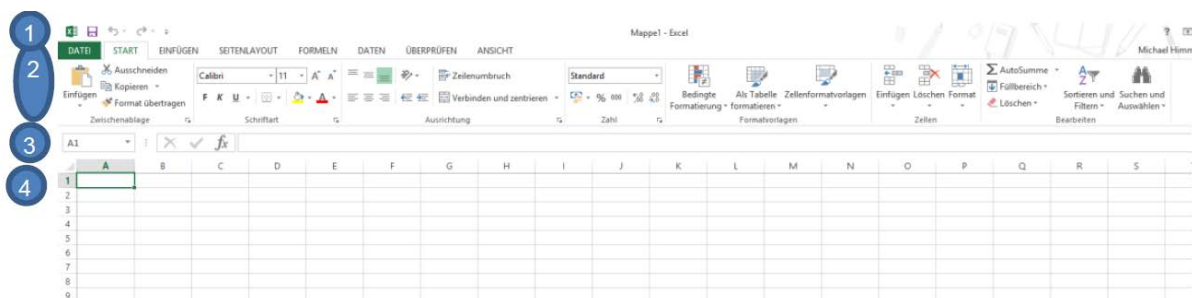 1
Mappe1 - Excel
?
DATEI START EINFÜGEN SEITENLAYOUT FORMELN DATEN ÜBERPRÜFEN ANSICHT
Michael Himm
2
Einfügen
Ausschneiden
Kopieren
Format übertragen
Zwischenablage
Calibri 11 A A
F K U A
Schriftart
Zeilenumbruch
Verbinden und zentrieren
Ausrichtung
Standard
% 000
Zahl
Bedingte Formatierung
Als Tabelle formatieren
Zellenformatvorlagen
Formatvorlagen
Einfügen Löschen Format
Zellen
Σ AutoSumme
Füllbereich
Löschen
Sortieren und Filtern
Suchen und Auswählen
Bearbeiten
3
A1 fx
4
A B C D E F G H I J K L M N O P Q R S
1
2
3
4
5
6
7
8
9